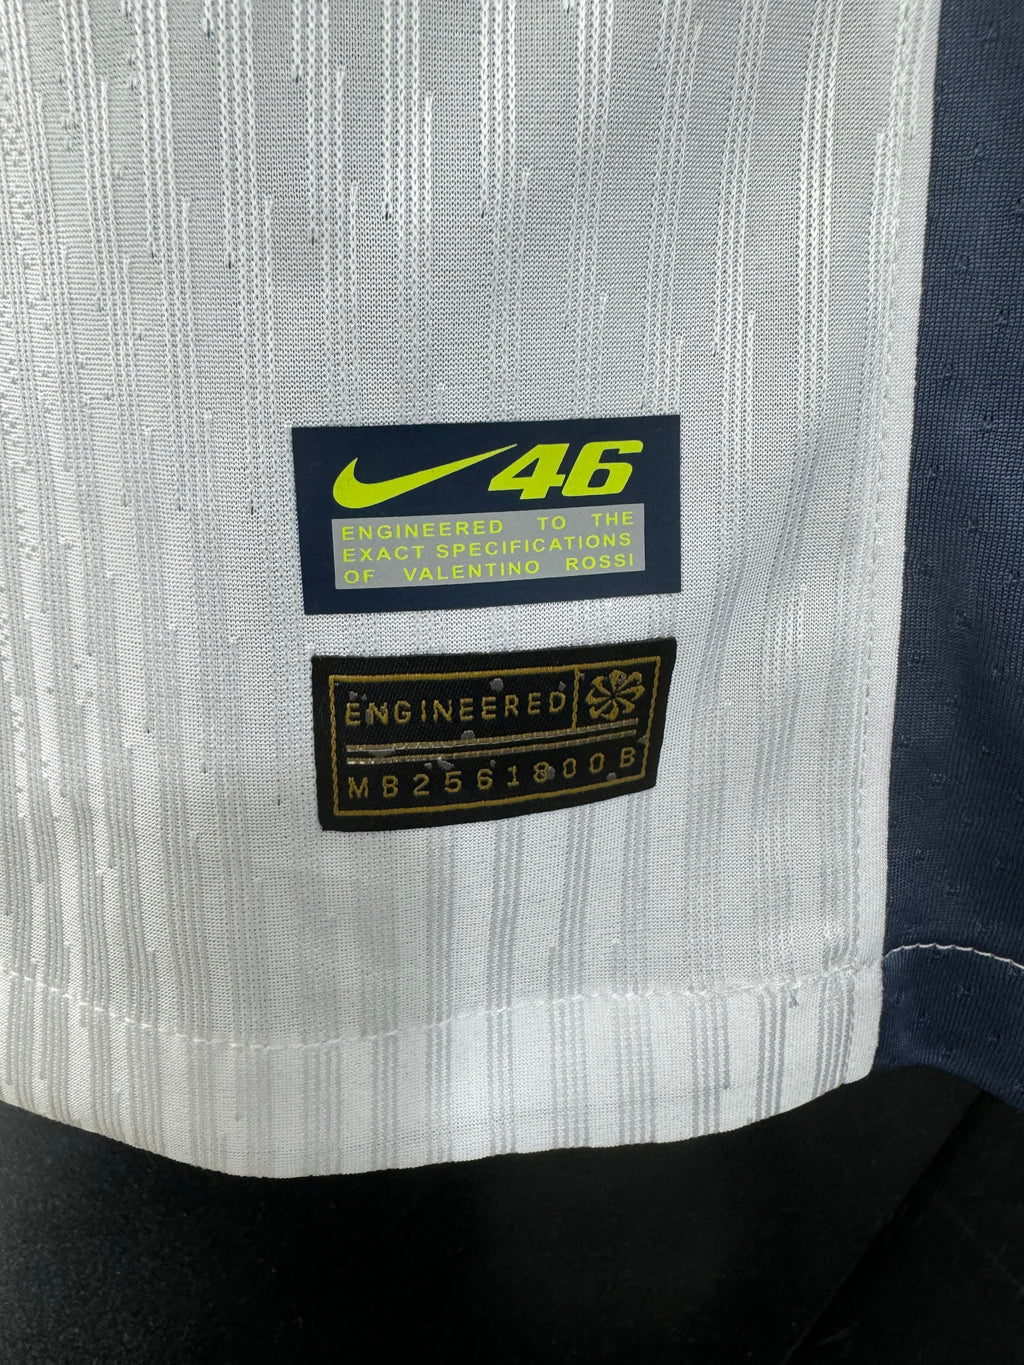 46
ENGINEERED TO THE
EXACT SPECIFICATIONS
OF VALENTINO ROSSI
ENGINEERED
MB2561800B